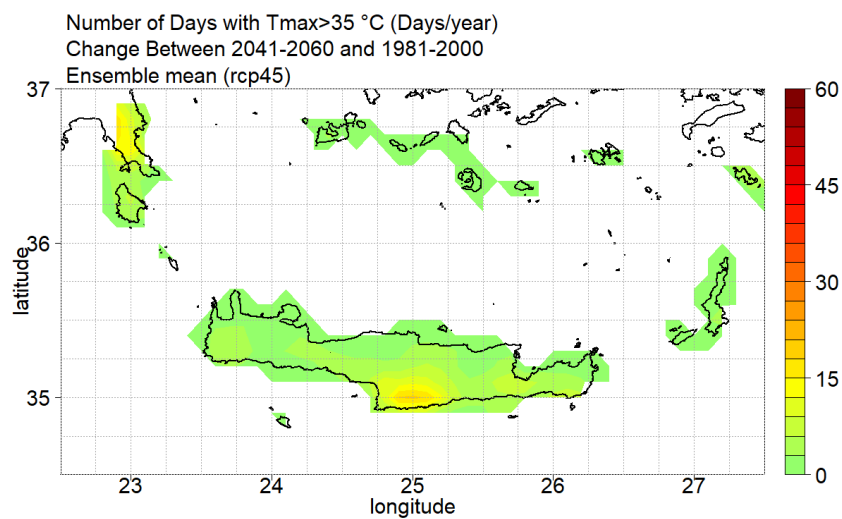 Number of Days with Tmax>35 °C (Days/year)
Change Between 2041-2060 and 1981-2000
Ensemble mean (rcp45)
37
36
35
latitude
23
24
25
26
27
longitude
60
45
30
15
0